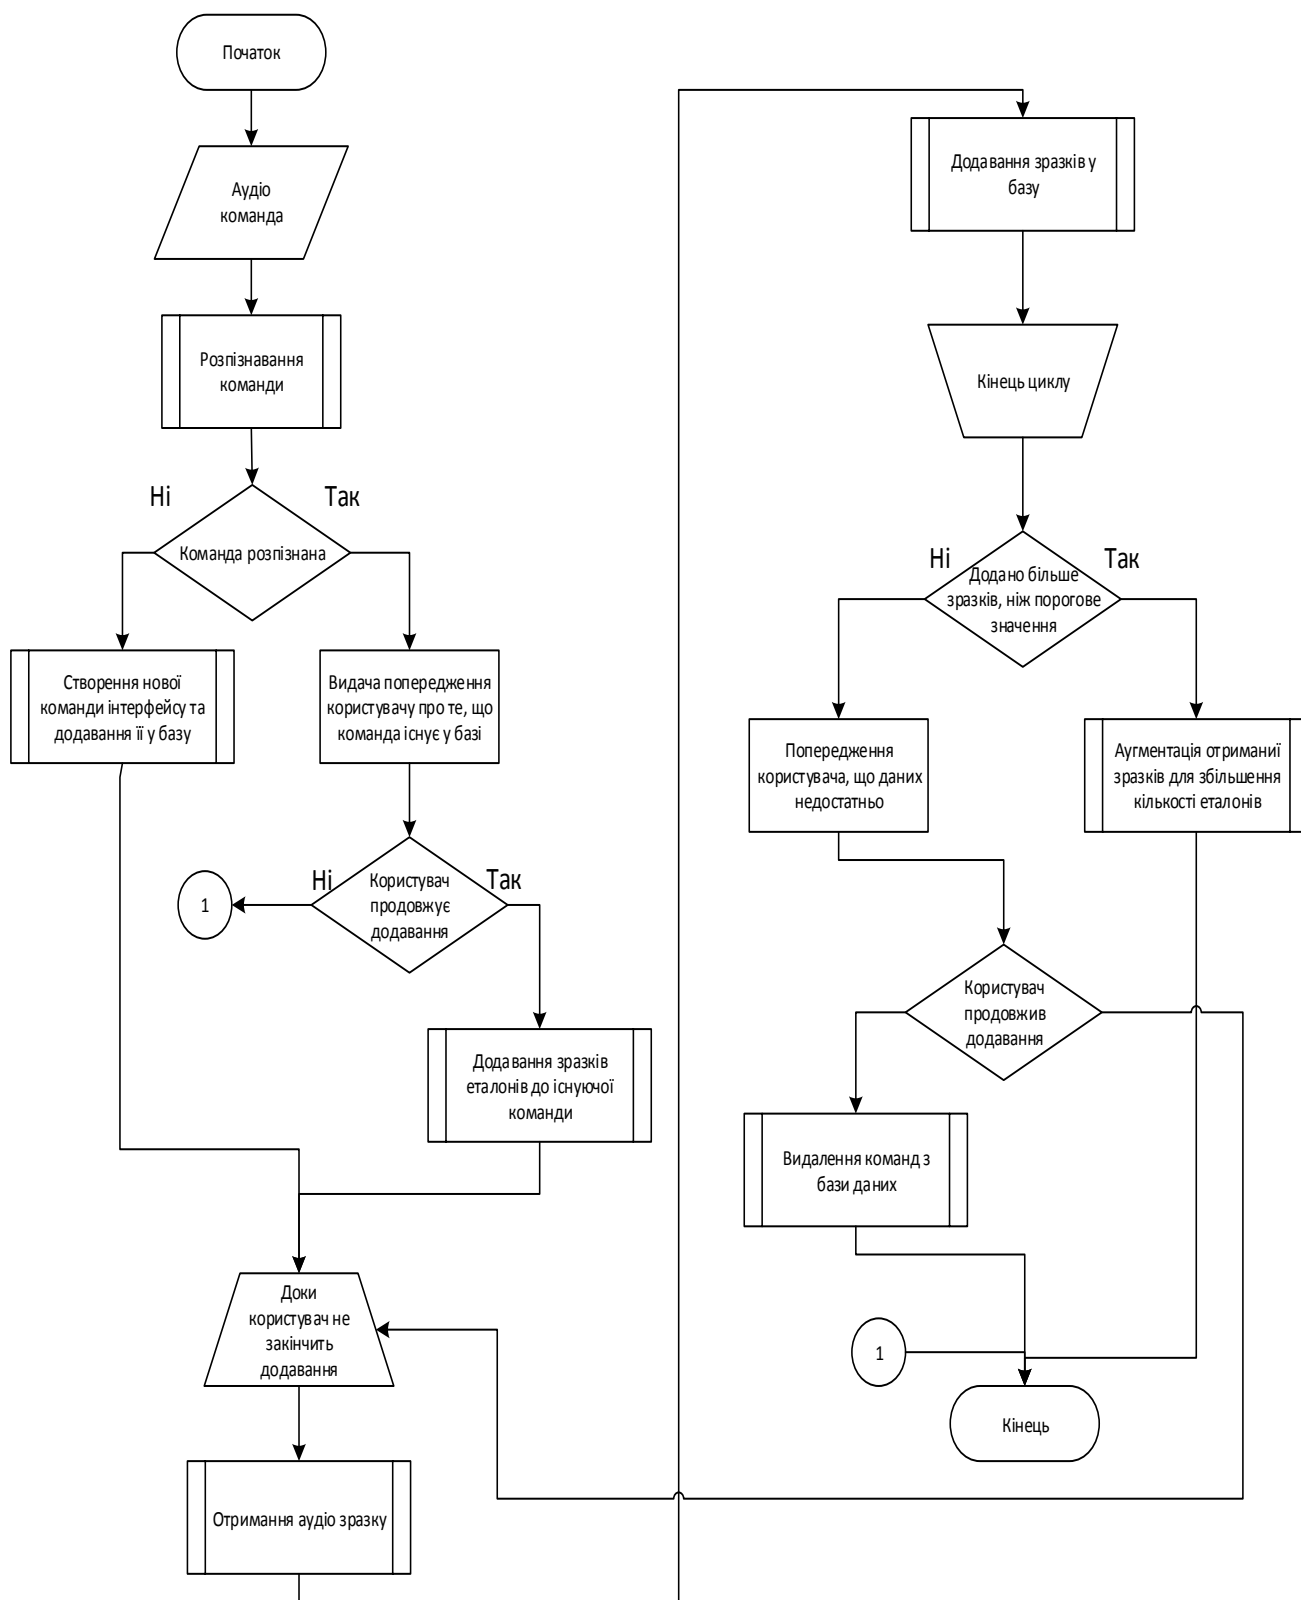 Початок
Аудіо
команда
Розпізнавання
команди
Ні
Так
Команда розпізнана
Створення нової
команди інтерфейсу та
додавання її у базу
Видача попередження
користувачу про те, що
команда існує у базі
1
Ні
Так
Користувач
продовжує
додавання
Додавання зразків
еталонів до існуючої
команди
Доки
користувач не
закінчить
додавання
Отримання аудіо зразку
Додавання зразків у
базу
Кінець циклу
Ні
Так
Додано більше
зразків, ніж порогове
значення
Попередження
користувача, що даних
недостатньо
Аугментація отриманиї
зразків для збільшення
кількості еталонів
Користувач
продовжив
додавання
Видалення команд з
бази даних
1
Кінець